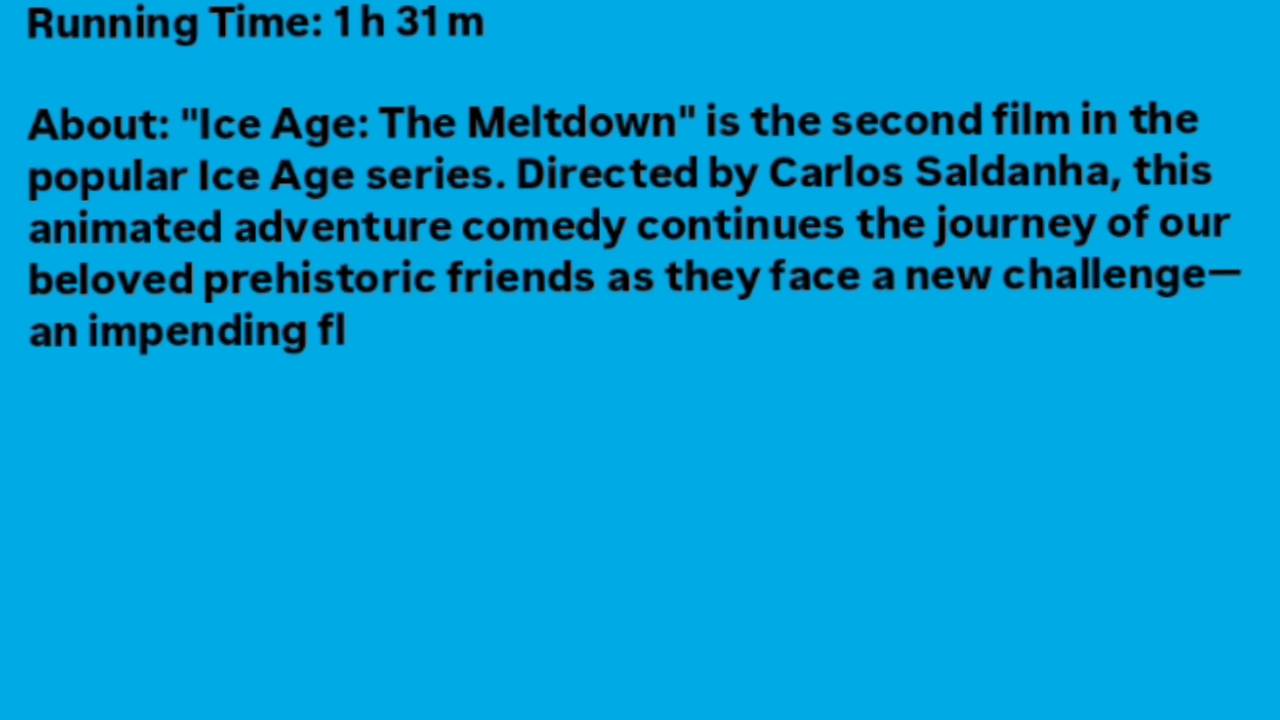 Running Time: 1 h 31 m
About: "Ice Age: The Meltdown" is the second film in the
popular Ice Age series. Directed by Carlos Saldanha, this
animated adventure comedy continues the journey of our
beloved prehistoric friends as they face a new challenge—
an impending fl